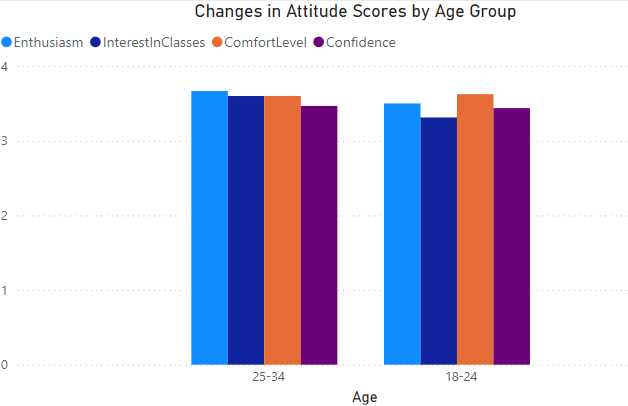 Changes in Attitude Scores by Age Group
Enthusiasm InterestInClasses ComfortLevel Confidence
4
3
2
1
0
25-34 18-24
Age